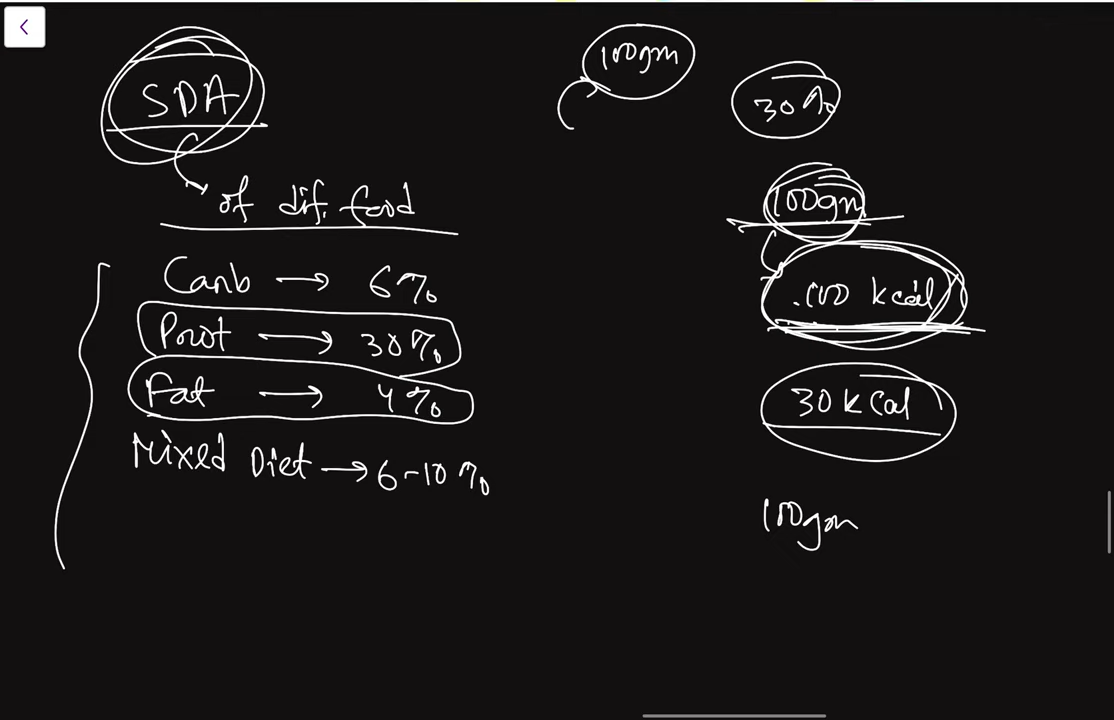 SDA
of dif. food
Carb → 6%
Prot → 30%
Fat → 4%
Mixed Diet → 6-10%
100gm
30%
100gm
100 kcal
30 kCal
100gm